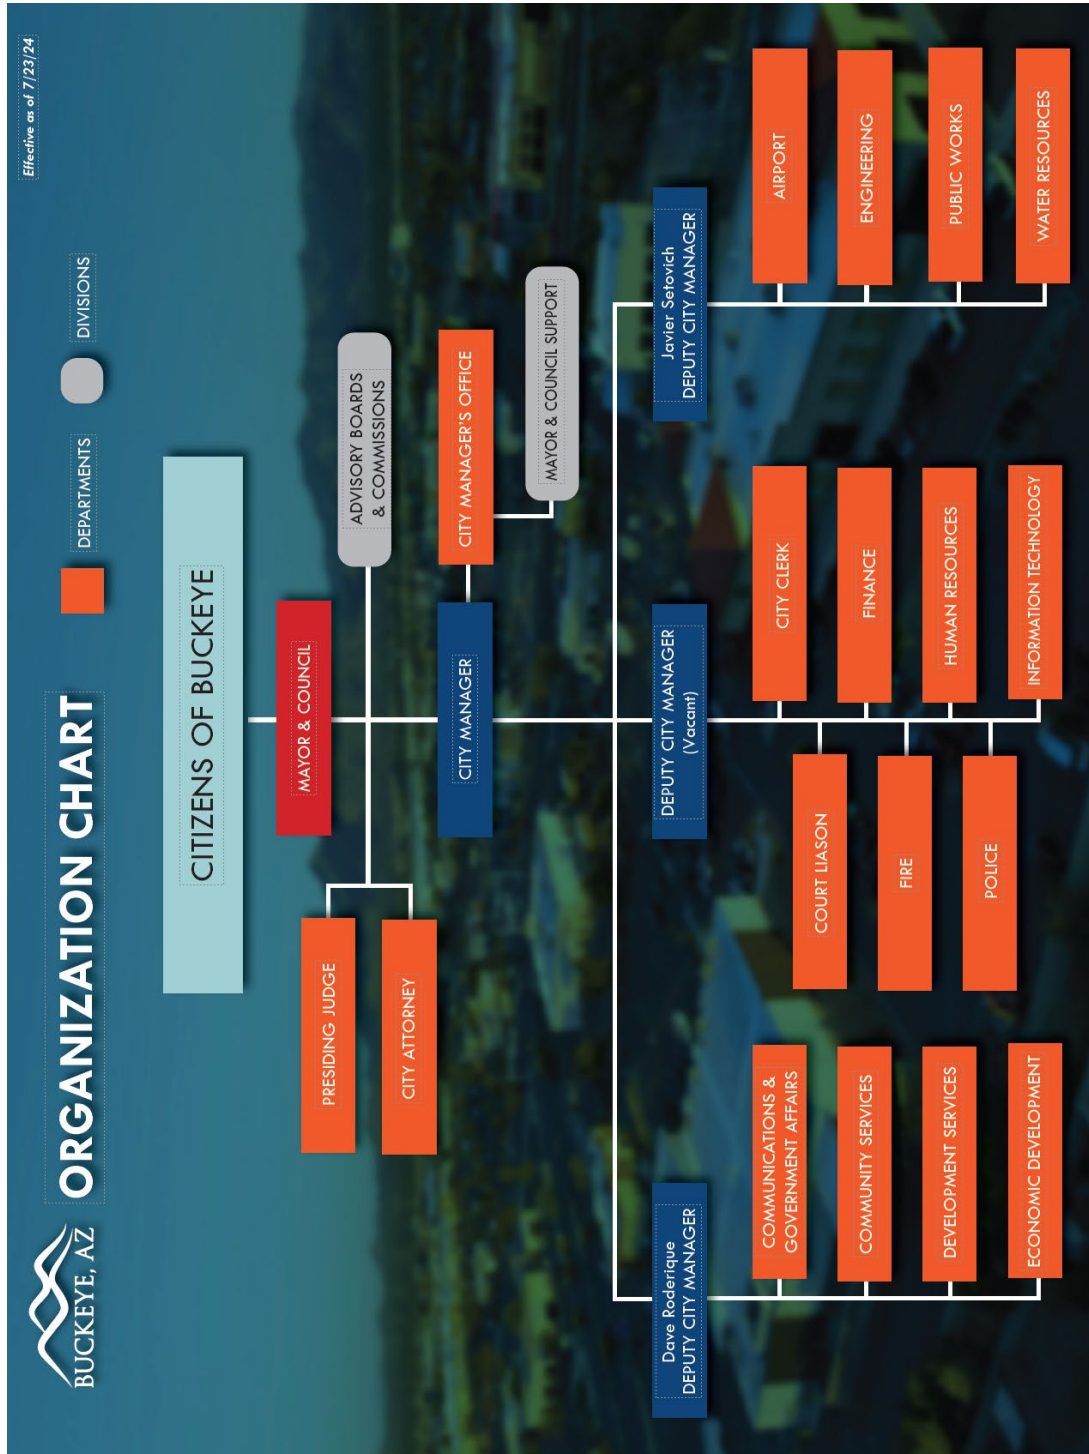 BUCKEYE, AZ
ORGANIZATION CHART
DEPARTMENTS
DIVISIONS
Effective as of 7/23/24
CITIZENS OF BUCKEYE
MAYOR & COUNCIL
PRESIDING JUDGE
CITY ATTORNEY
ADVISORY BOARDS
& COMMISSIONS
CITY MANAGER
CITY MANAGER'S OFFICE
MAYOR & COUNCIL SUPPORT
Dave Roderique
DEPUTY CITY MANAGER
COMMUNICATIONS &
GOVERNMENT AFFAIRS
COMMUNITY SERVICES
DEVELOPMENT SERVICES
ECONOMIC DEVELOPMENT
DEPUTY CITY MANAGER
(Vacant)
COURT LIASON
FIRE
POLICE
CITY CLERK
FINANCE
HUMAN RESOURCES
INFORMATION TECHNOLOGY
Javier Setovich
DEPUTY CITY MANAGER
AIRPORT
ENGINEERING
PUBLIC WORKS
WATER RESOURCES